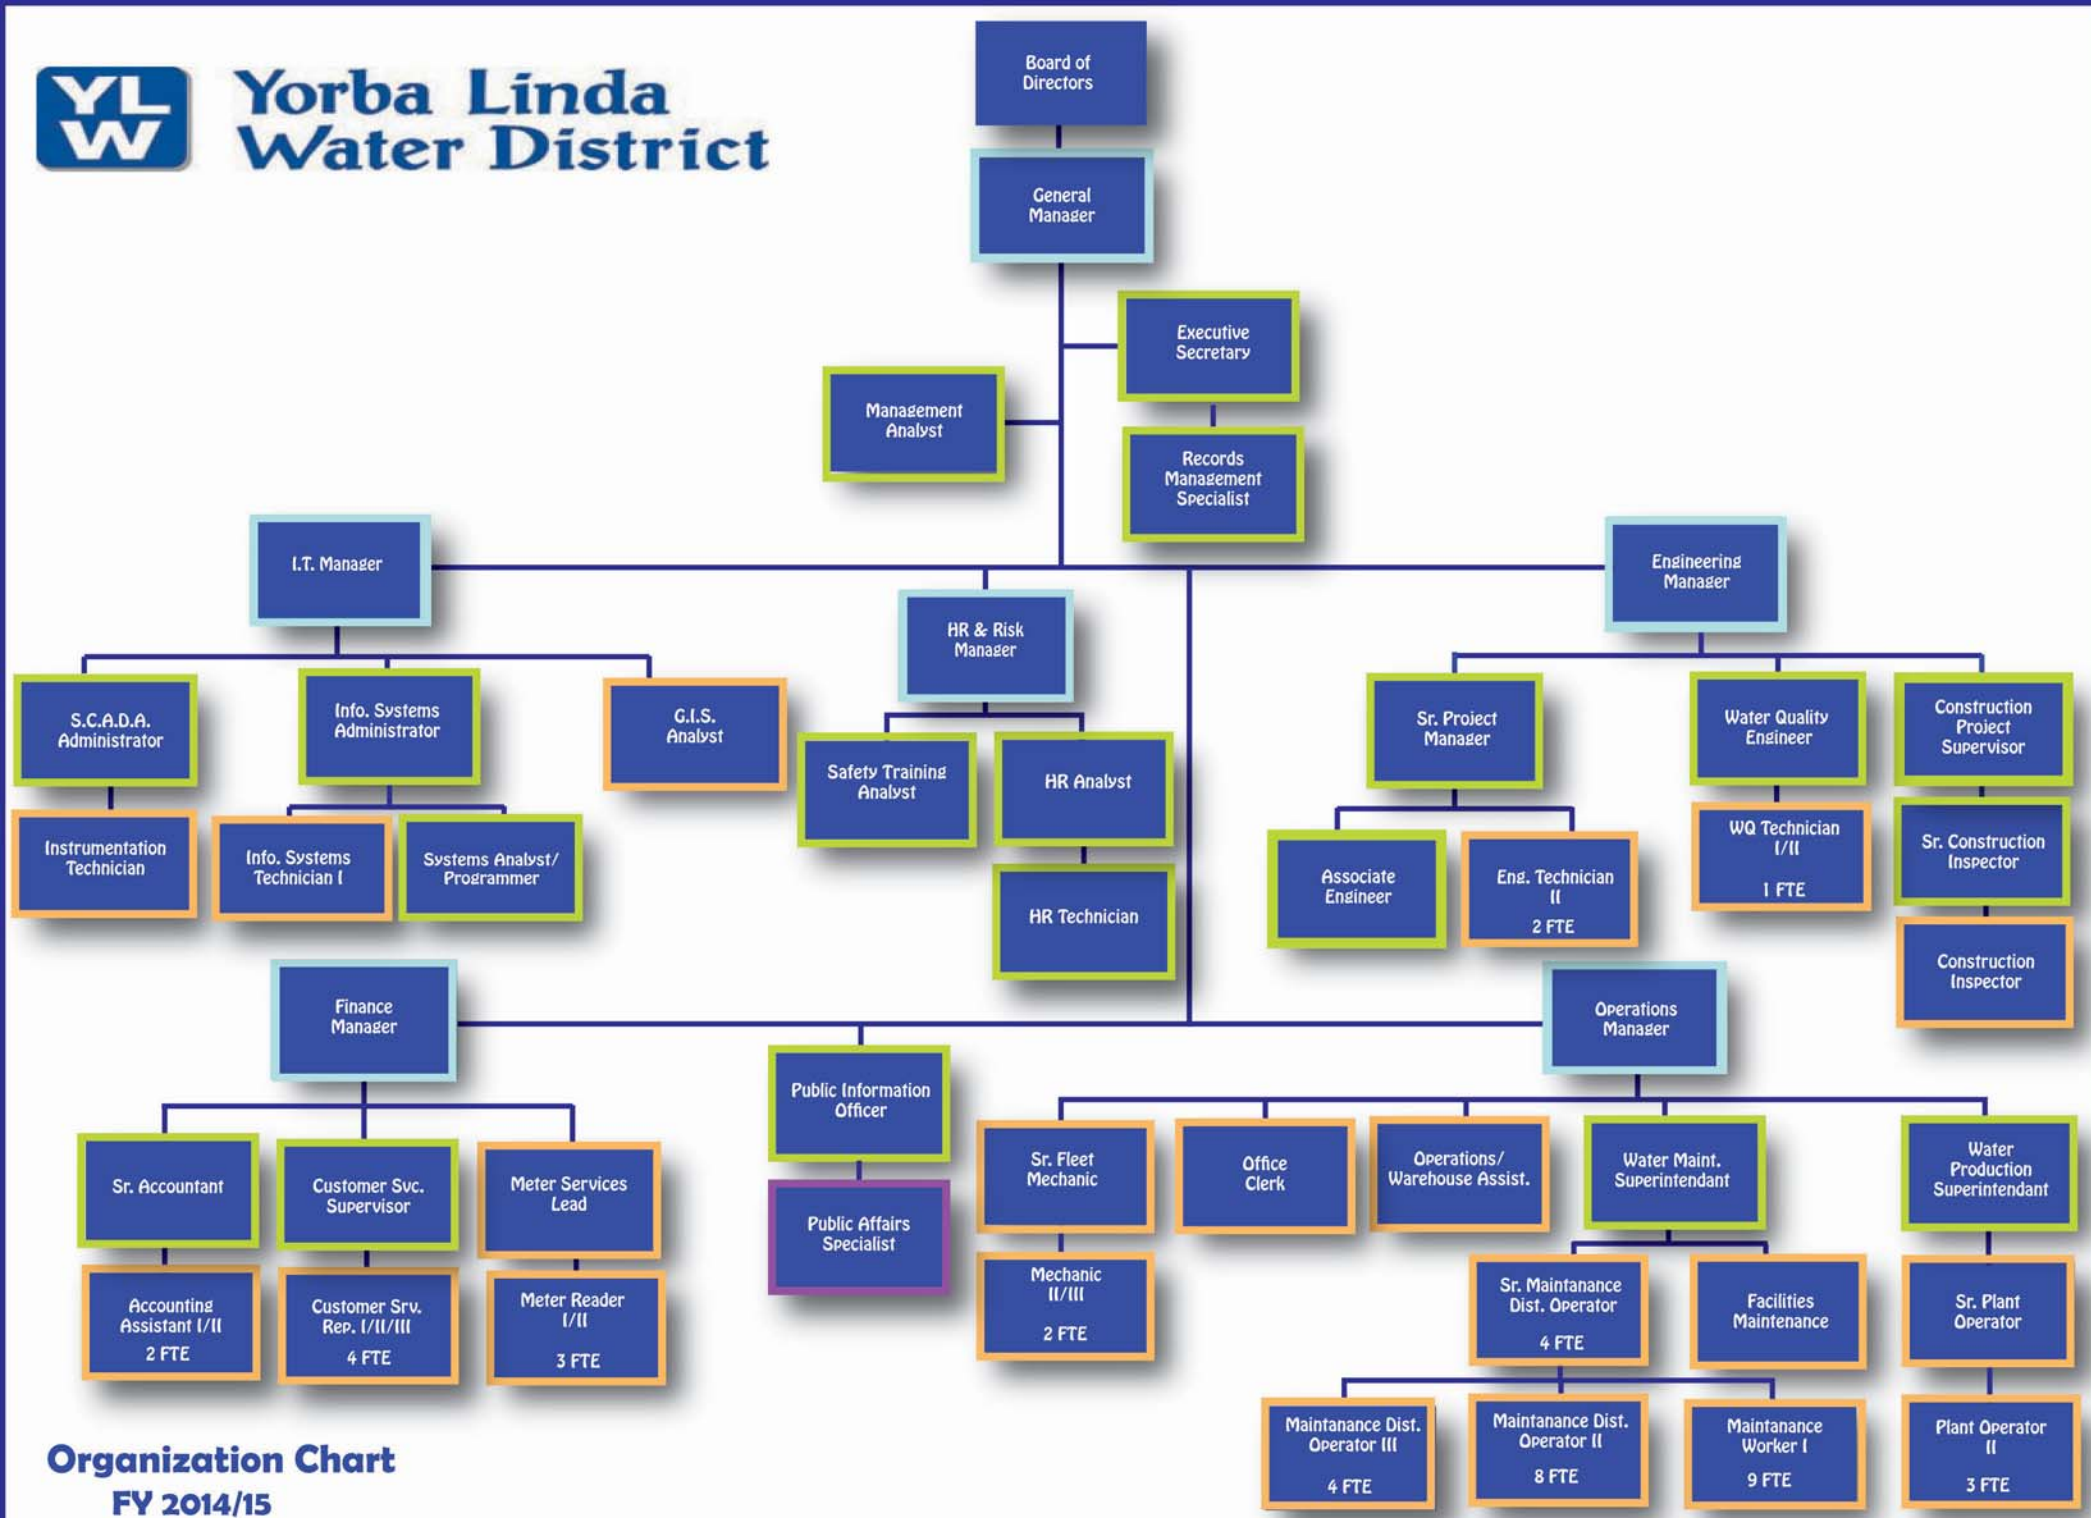 YL
W
Yorba Linda
Water District
Board of
Directors
General
Manager
Executive
Secretary
Management
Analyst
Records
Management
Specialist
I.T. Manager
Engineering
Manager
HR & Risk
Manager
S.C.A.D.A.
Administrator
Info. Systems
Administrator
G.I.S.
Analyst
Sr. Project
Manager
Water Quality
Engineer
Construction
Project
Supervisor
Safety Training
Analyst
HR Analyst
Instrumentation
Technician
Info. Systems
Technician I
Systems Analyst/
Programmer
HR Technician
Associate
Engineer
Eng. Technician
II
2 FTE
WQ Technician
I/II
1 FTE
Sr. Construction
Inspector
Construction
Inspector
Finance
Manager
Operations
Manager
Public Information
Officer
Public Affairs
Specialist
Sr. Accountant
Customer Svc.
Supervisor
Meter Services
Lead
Accounting
Assistant I/II
2 FTE
Customer Srv.
Rep. I/II/III
4 FTE
Meter Reader
I/II
3 FTE
Sr. Fleet
Mechanic
Office
Clerk
Operations/
Warehouse Assist.
Water Maint.
Superintendant
Water
Production
Superintendant
Mechanic
II/III
2 FTE
Sr. Maintanance
Dist. Operator
4 FTE
Facilities
Maintenance
Sr. Plant
Operator
Maintanance Dist.
Operator III
4 FTE
Maintanance Dist.
Operator II
8 FTE
Maintanance
Worker I
9 FTE
Plant Operator
II
3 FTE
Organization Chart
FY 2014/15